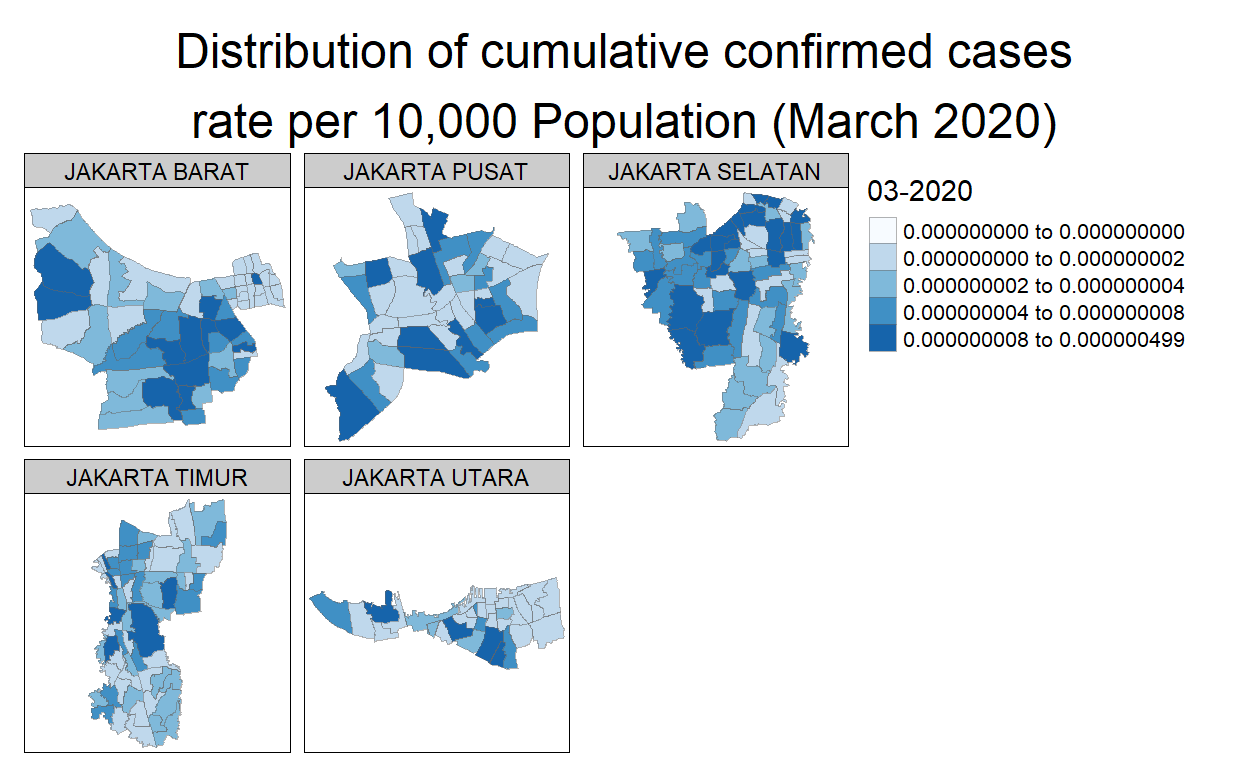 Distribution of cumulative confirmed cases
rate per 10,000 Population (March 2020)
JAKARTA BARAT
JAKARTA PUSAT
JAKARTA SELATAN
03-2020
0.000000000 to 0.000000000
0.000000000 to 0.000000002
0.000000002 to 0.000000004
0.000000004 to 0.000000008
0.000000008 to 0.000000499
JAKARTA TIMUR
JAKARTA UTARA